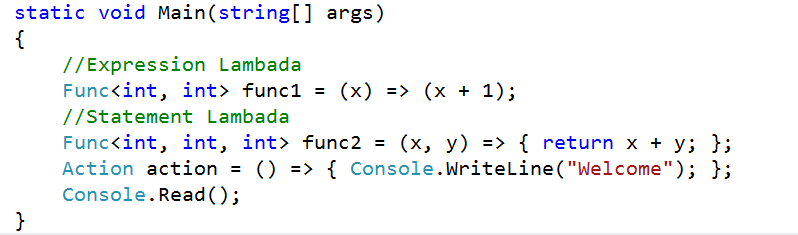 static void Main(string[] args)
{
//Expression Lambada
Func<int, int> func1 = (x) => (x + 1);
//Statement Lambada
Func<int, int, int> func2 = (x, y) => { return x + y; };
Action action = () => { Console.WriteLine("Welcome"); };
Console.Read();
}